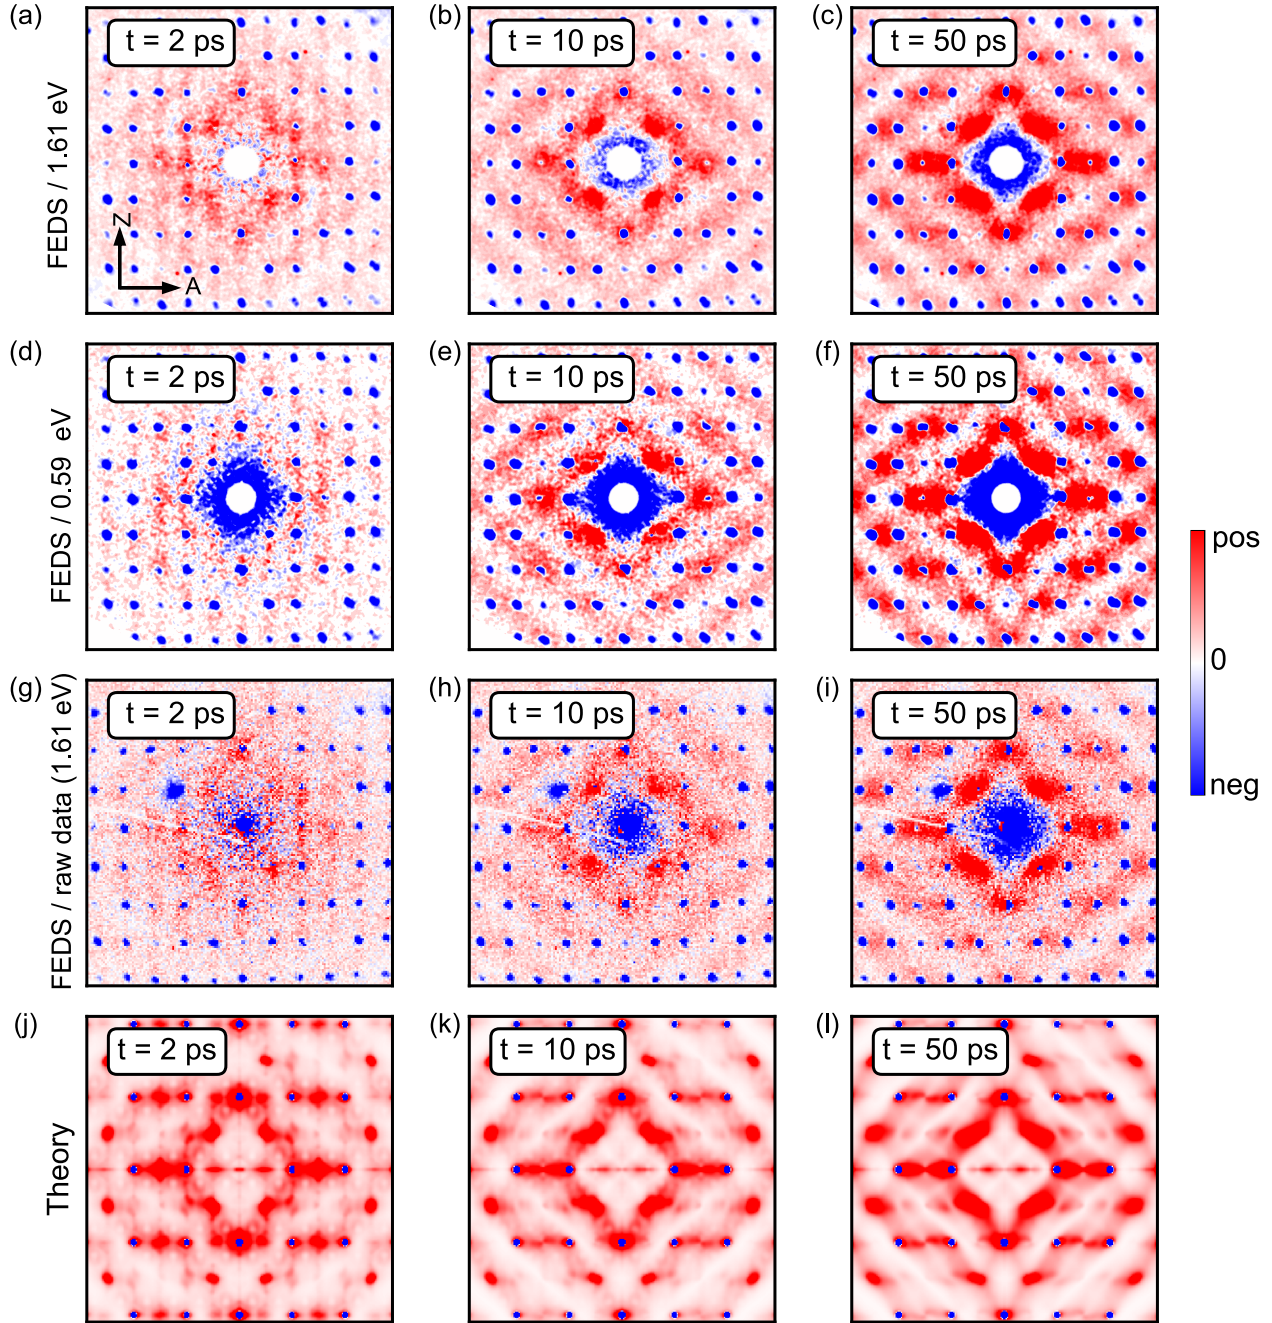 (a)
t = 2 ps
(b)
t = 10 ps
(c)
t = 50 ps
FEDS / 1.61 eV
Z
A
(d)
t = 2 ps
(e)
t = 10 ps
(f)
t = 50 ps
FEDS / 0.59 eV
pos
0
neg
(g)
t = 2 ps
(h)
t = 10 ps
(i)
t = 50 ps
FEDS / raw data (1.61 eV)
(j)
t = 2 ps
(k)
t = 10 ps
(l)
t = 50 ps
Theory